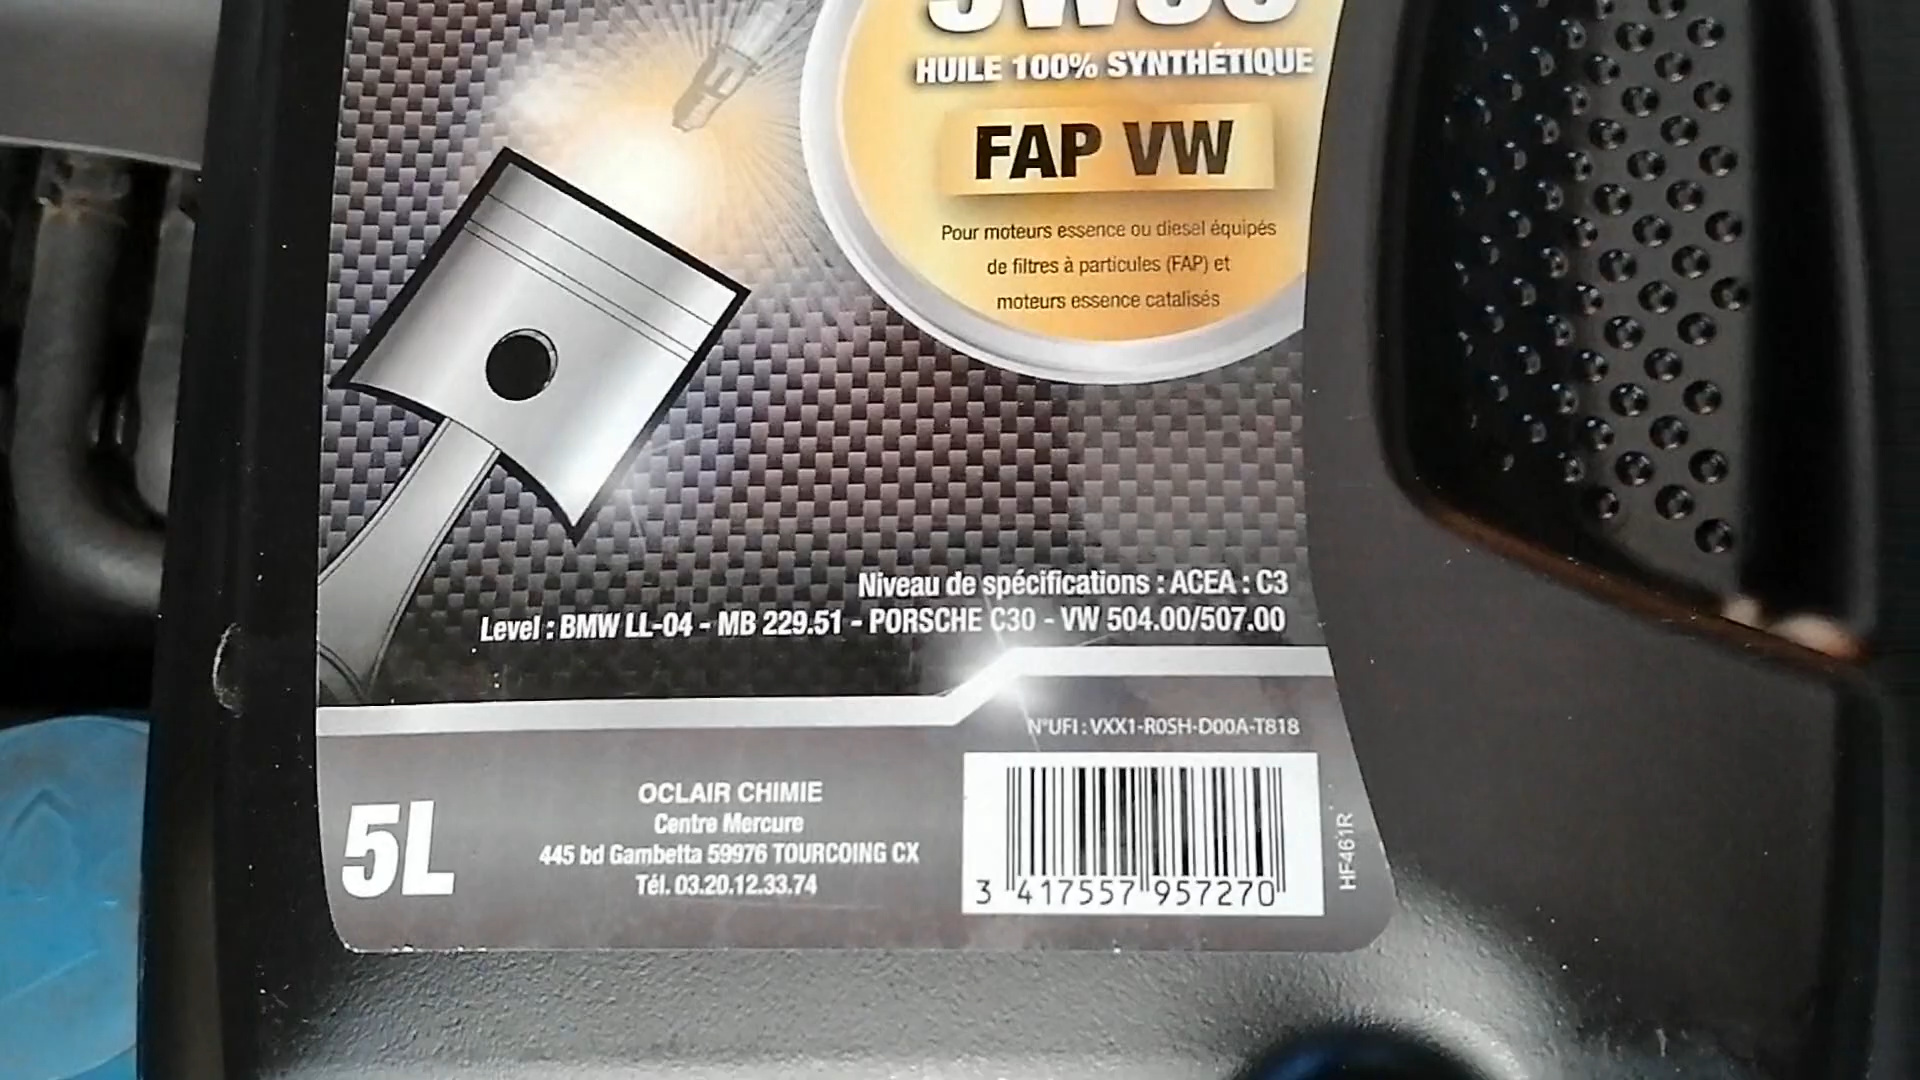 5W30
HUILE 100% SYNTHÉTIQUE
FAP VW
Pour moteurs essence ou diesel équipés
de filtres à particules (FAP) et
moteurs essence catalisés
Niveau de spécifications : ACEA : C3
Level : BMW LL-04 - MB 229.51 - PORSCHE C30 - VW 504.00/507.00
N°UFI : VXX1-R0SH-D00A-T818
5L
OCLAIR CHIMIE
Centre Mercure
445 bd Gambetta 59976 TOURCOING CX
Tél. 03.20.12.33.74
3 417557 957270
HF461R